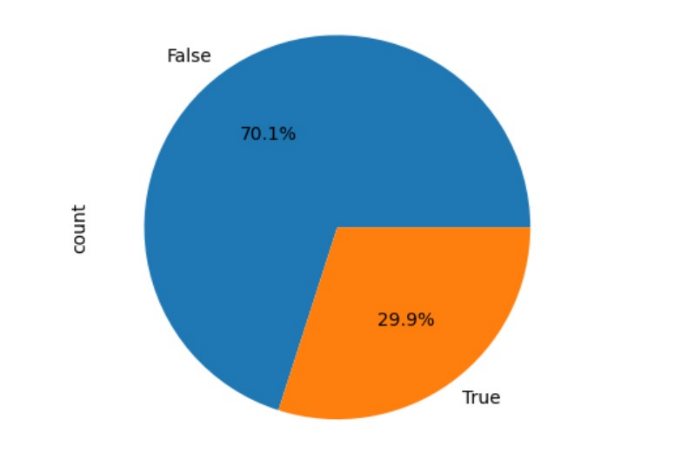 False
70.1%
count
29.9%
True